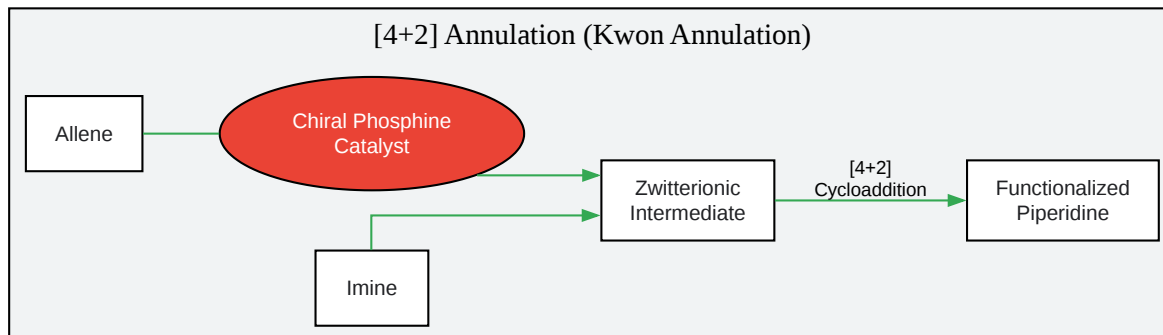 [4+2] Annulation (Kwon Annulation)
Allene
Chiral Phosphine
Catalyst
Imine
Zwitterionic
Intermediate
[4+2]
Cycloaddition
Functionalized
Piperidine